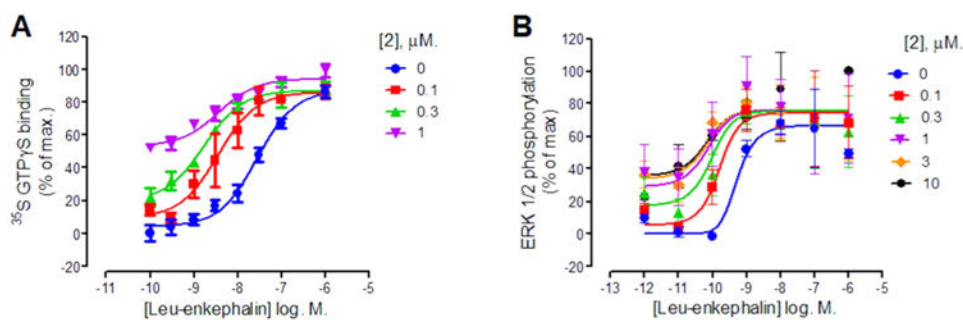 A
B
[2], μM.
0
0.1
0.3
1
[2], μM.
0
0.1
0.3
1
3
10
35S GTPγS binding
(% of max.)
120
100
80
60
40
20
0
-20
-11 -10 -9 -8 -7 -6 -5
[Leu-enkephalin] log. M.
ERK 1/2 phosphorylation
(% of max)
120
100
80
60
40
20
0
-20
-13 -12 -11 -10 -9 -8 -7 -6 -5
[Leu-enkephalin] log. M.